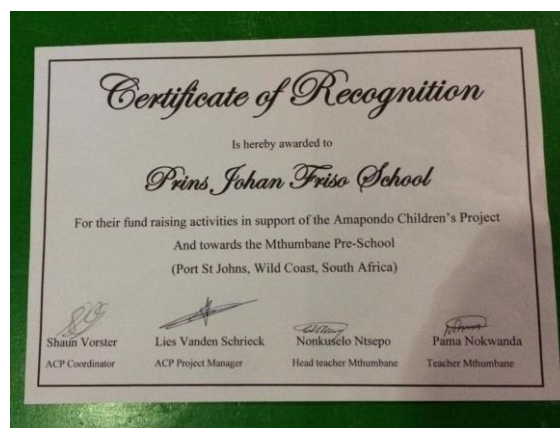 Certificate of Recognition
Is hereby awarded to
Prins Johan Friso School
For their fund raising activities in support of the Amapondo Children's Project
And towards the Mthumbane Pre-School
(Port St Johns, Wild Coast, South Africa)
Shaun Vorster Lies Vanden Schrieck Nonkuselo Ntsepo Pama Nokwanda
ACP Coordinator ACP Project Manager Head teacher Mthumbane Teacher Mthumbane